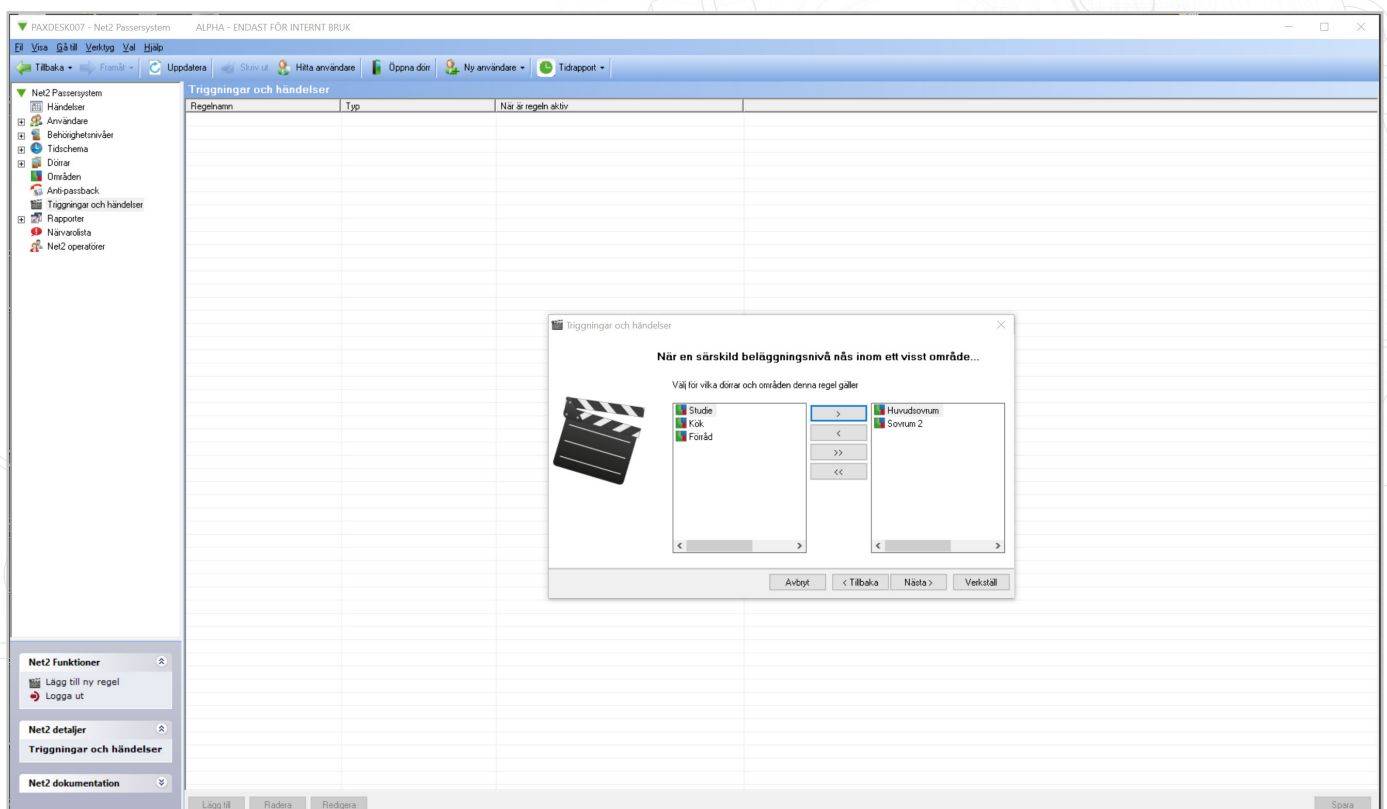 PAXDESK007 - Net2 Passersystem ALPHA - ENDAST FÖR INTERNT BRUK
Fil Visa Gå till Verktyg Val Hjälp
Tillbaka Framåt Uppdatera Skriv ut Hitta användare Öppna dörr Ny användare Tidrapport
Net2 Passersystem
Händelser
Användare
Behörighetsnivåer
Tidschema
Dörrar
Områden
Anti-passback
Triggningar och händelser
Rapporter
Närvarolista
Net2 operatörer
Triggningar och händelser
Regelnamn Typ När är regeln aktiv
Triggningar och händelser
När en särskild beläggningsnivå nås inom ett visst område...
Välj för vilka dörrar och områden denna regel gäller
Studie
Kök
Förråd
>
<
>>
<<
Huvudsovrum
Sovrum 2
Avbryt < Tillbaka Nästa > Verkställ
Net2 Funktioner
Lägg till ny regel
Logga ut
Net2 detaljer
Triggningar och händelser
Net2 dokumentation
Lägg till Radera Redigera Spara